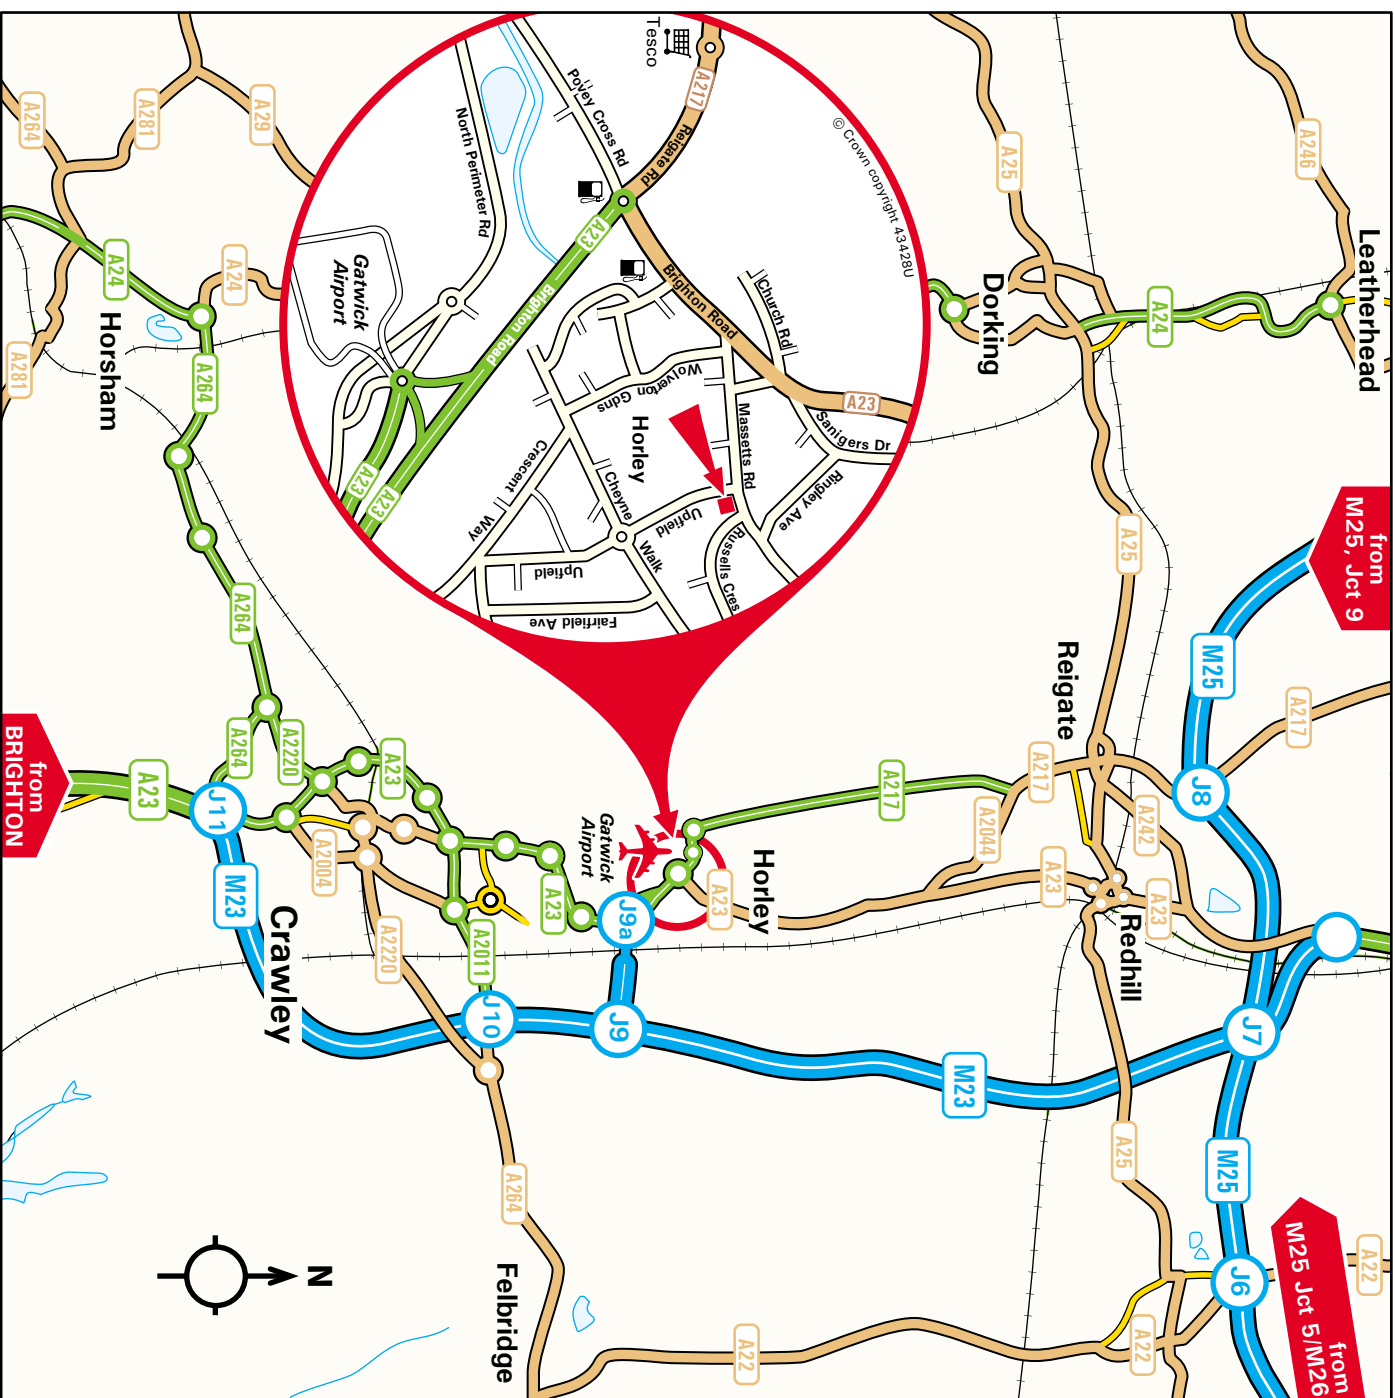 Leatherhead
A246
A25
A24
Dorking
© Crown copyright 43428U
from
M25, Jct 9
M25
A217
J8
A25
Reigate
A217
A242
A2044
A23
A23
Redhill
J7
M25
J6
from
M25 Jct 5/M26
A22
A22
A22
A25
M23
A217
Horley
A23
Gatwick
Airport
J9a
J9
J10
A23
A2011
A23
A2220
A2004
A2220
A264
Crawley
M23
J11
A23
from
BRIGHTON
A264
A264
Horsham
A24
A24
A281
A264
A281
A29
A264
Felbridge
N
Tesco
A217
Reigate Rd
Povey Cross Rd
North Perimeter Rd
A23
Brighton Road
Brighton Road
Church Rd
A23
Gatwick
Airport
A23
A23
Wolverton Gdns
Massetts Rd
Sanigers Dr
Ringley Ave
Horley
Upfield
Russells Cres
Cheyne
Walk
Crescent
Way
Upfield
Fairfield Ave